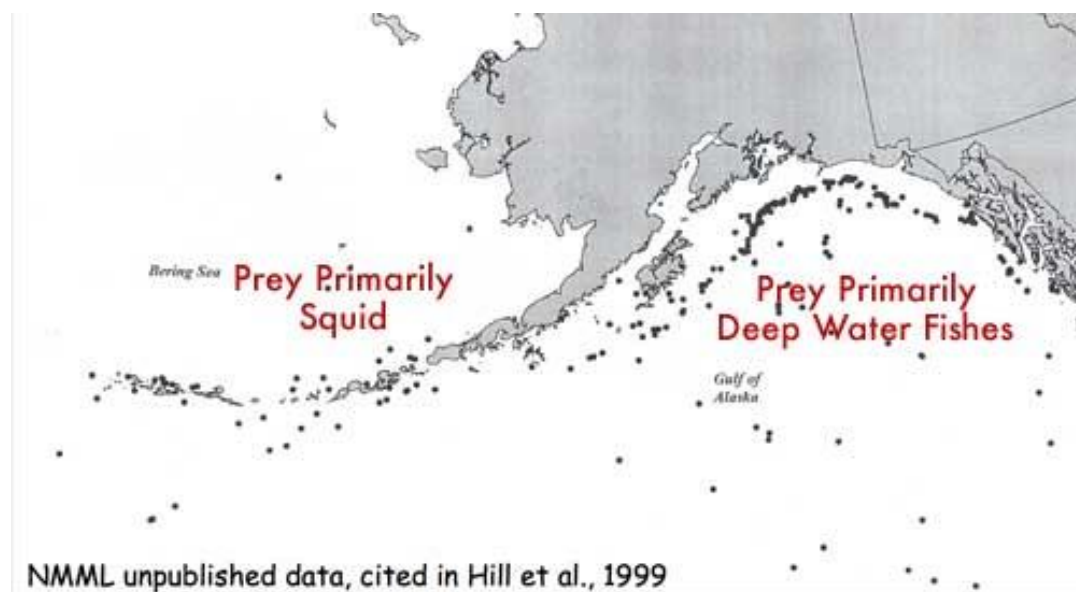 Bering Sea
Prey Primarily
Squid
Prey Primarily
Deep Water Fishes
Gulf of
Alaska
NMML unpublished data, cited in Hill et al., 1999